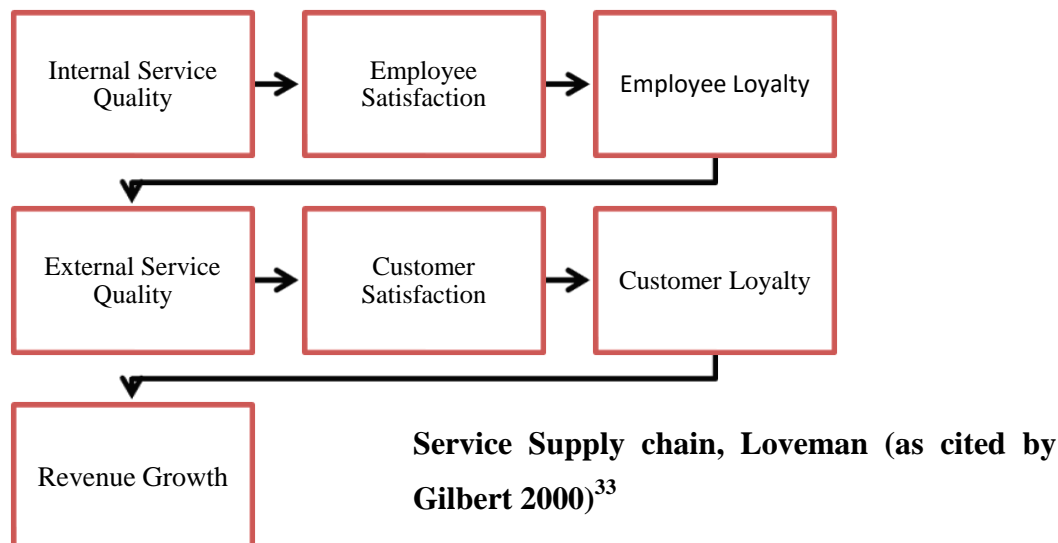 Internal Service
Quality
Employee
Satisfaction
Employee Loyalty
External Service
Quality
Customer
Satisfaction
Customer Loyalty
Revenue Growth
Service Supply chain, Loveman (as cited by
Gilbert 2000)33